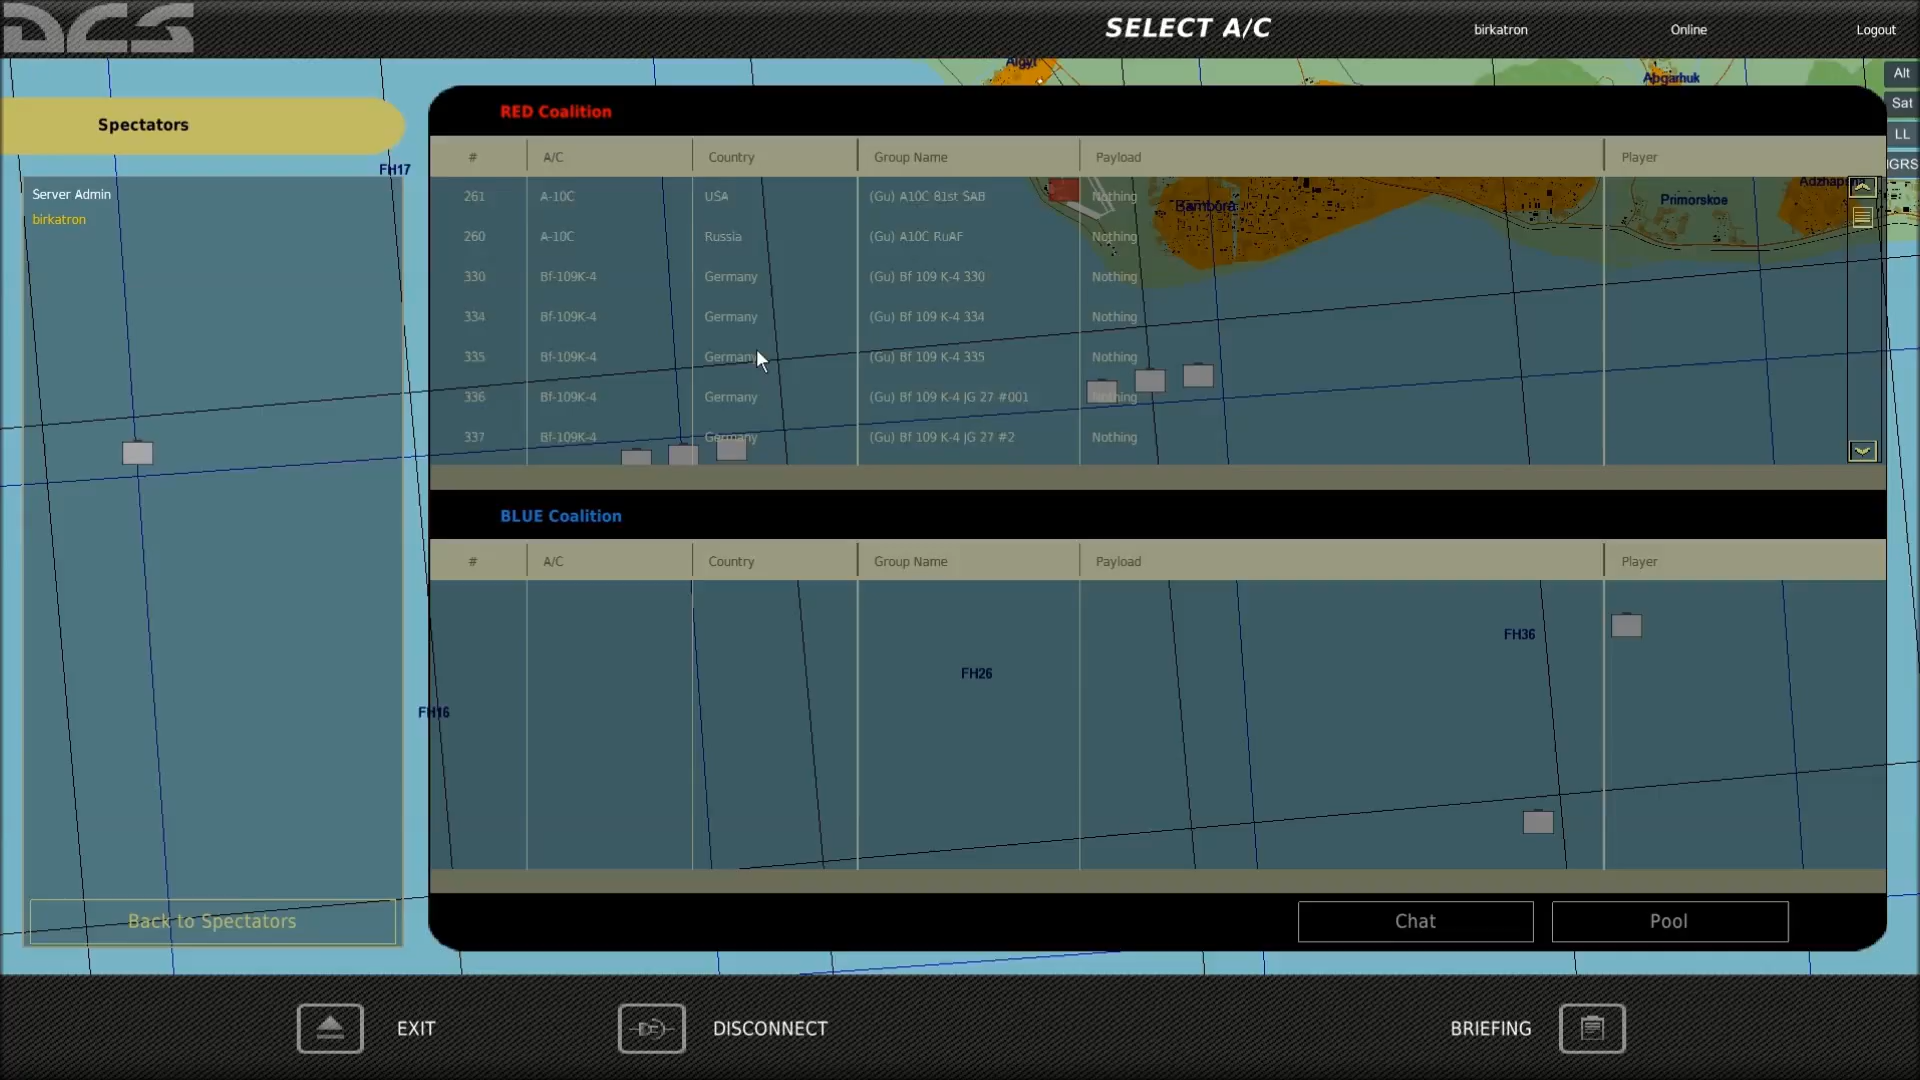 DCS
SELECT A/C
birkatron
Online
Logout
Algyt
Abgarhuk
Alt
Sat
LL
Spectators
FH17
Server Admin
birkatron
Back to Spectators
RED Coalition
# A/C Country Group Name Payload Player
261 A-10C USA (Gu) A10C 81st SAB Nothing
260 A-10C Russia (Gu) A10C RuAF Nothing
330 Bf-109K-4 Germany (Gu) Bf 109 K-4 330 Nothing
334 Bf-109K-4 Germany (Gu) Bf 109 K-4 334 Nothing
335 Bf-109K-4 Germany (Gu) Bf 109 K-4 335 Nothing
336 Bf-109K-4 Germany (Gu) Bf 109 K-4 JG 27 #001 Nothing
337 Bf-109K-4 Germany (Gu) Bf 109 K-4 JG 27 #2 Nothing
Bambora
Primorskoe
BLUE Coalition
# A/C Country Group Name Payload Player
FH36
FH26
FH16
Chat
Pool
EXIT
DISCONNECT
BRIEFING